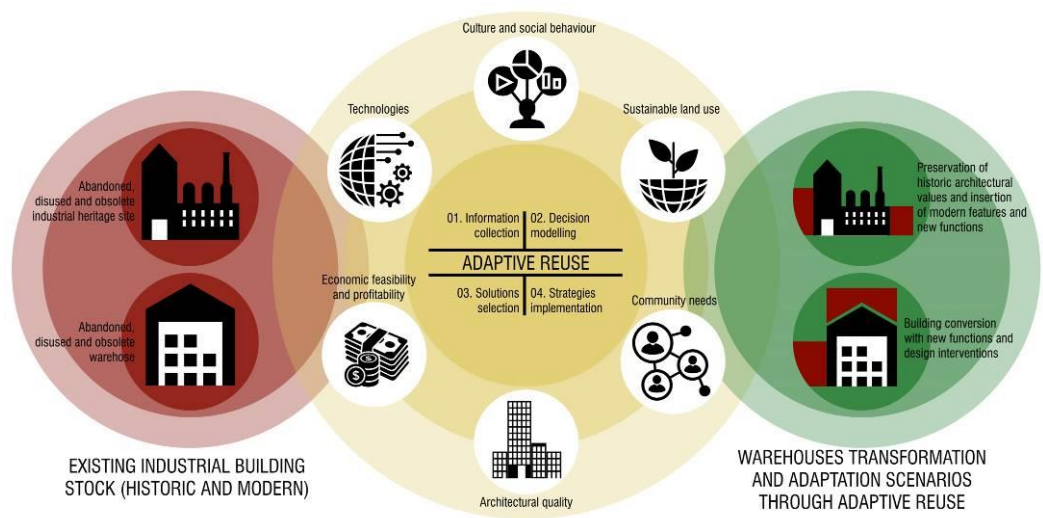 Culture and social behaviour
Technologies
Sustainable land use
Abandoned,
disused and obsolete
industrial heritage site
Preservation of
historic architectural
values and insertion
of modern features and
new functions
01. Information
collection
02. Decision
modelling
ADAPTIVE REUSE
03. Solutions
selection
04. Strategies
implementation
Economic feasibility
and profitability
Community needs
Abandoned,
disused and obsolete
warehose
Building conversion
with new functions and
design interventions
$
$
Architectural quality
EXISTING INDUSTRIAL BUILDING
STOCK (HISTORIC AND MODERN)
WAREHOUSES TRANSFORMATION
AND ADAPTATION SCENARIOS
THROUGH ADAPTIVE REUSE